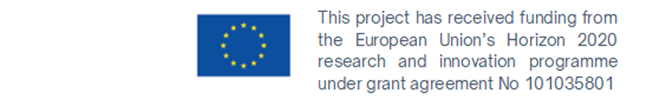 This project has received funding from
the European Union's Horizon 2020
research and innovation programme
under grant agreement No 101035801